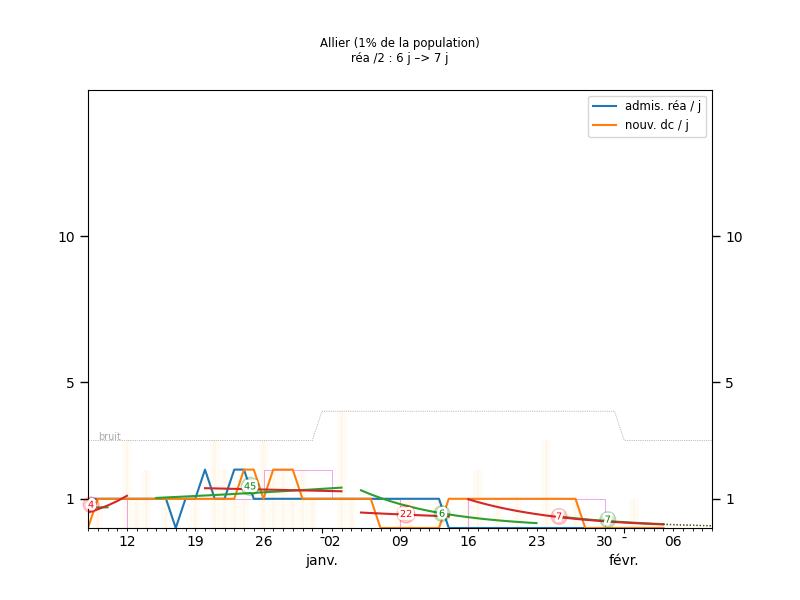 Allier (1% de la population)
réa /2 : 6 j –> 7 j
admis. réa / j
nouv. dc / j
10 10
5 5
bruit
1 1
4 45 22 6 7 7
12 19 26 02 09 16 23 30 06
janv. févr.